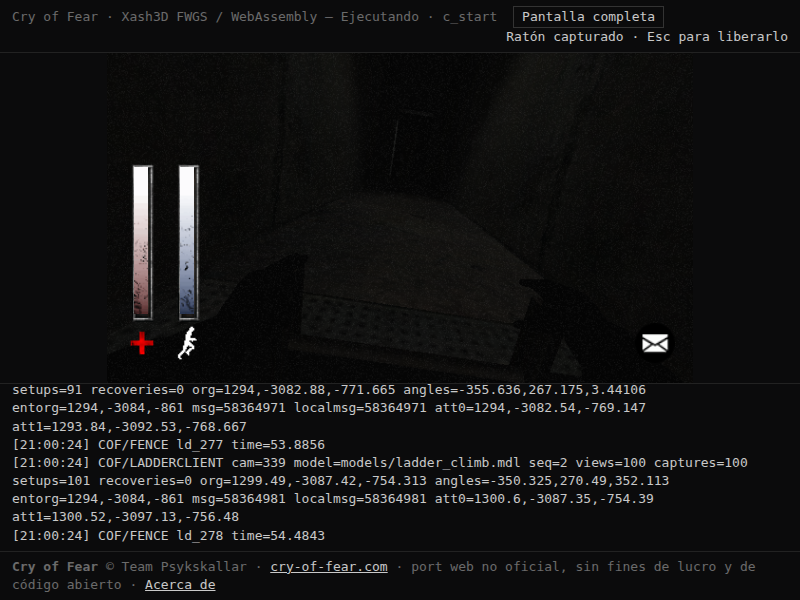 Cry of Fear · Xash3D FWGS / WebAssembly — Ejecutando · c_start
Pantalla completa
Ratón capturado · Esc para liberarlo
setups=91 recoveries=0 org=1294,-3082.88,-771.665 angles=-355.636,267.175,3.44106
entorg=1294,-3084,-861 msg=58364971 localmsg=58364971 att0=1294,-3082.54,-769.147
att1=1293.84,-3092.53,-768.667
[21:00:24] COF/FENCE ld_277 time=53.8856
[21:00:24] COF/LADDERCLIENT cam=339 model=models/ladder_climb.mdl seq=2 views=100 captures=100
setups=101 recoveries=0 org=1299.49,-3087.42,-754.313 angles=-350.325,270.49,352.113
entorg=1294,-3084,-861 msg=58364981 localmsg=58364981 att0=1300.6,-3087.35,-754.39
att1=1300.52,-3097.13,-756.48
[21:00:24] COF/FENCE ld_278 time=54.4843
Cry of Fear © Team Psyskallar · cry-of-fear.com · port web no oficial, sin fines de lucro y de
código abierto · Acerca de